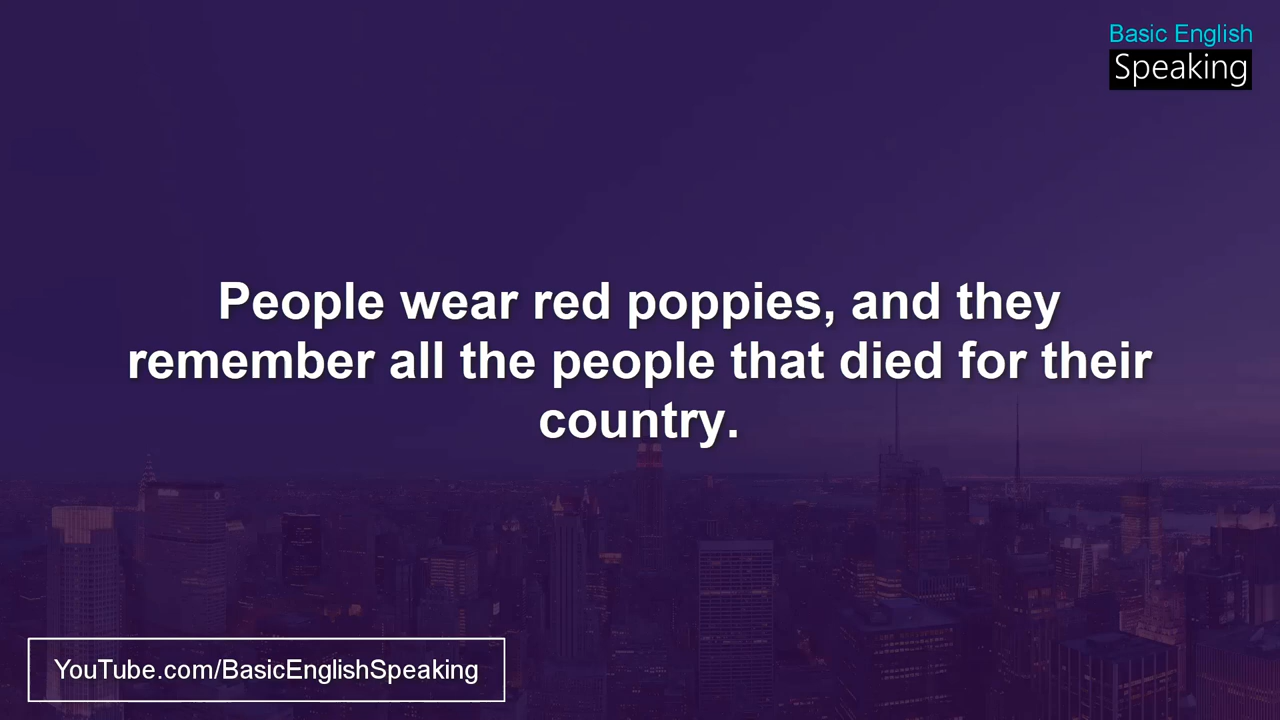 Basic English
Speaking
People wear red poppies, and they
remember all the people that died for their
country.
YouTube.com/BasicEnglishSpeaking